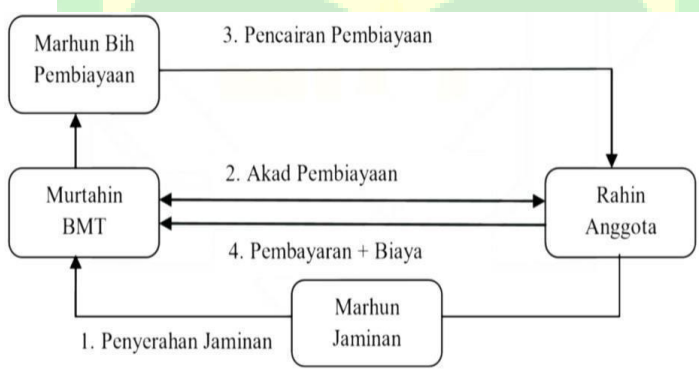 Marhun Bih
Pembiayaan
3. Pencairan Pembiayaan
Murtahin
BMT
2. Akad Pembiayaan
Rahin
Anggota
4. Pembayaran + Biaya
Marhun
Jaminan
1. Penyerahan Jaminan